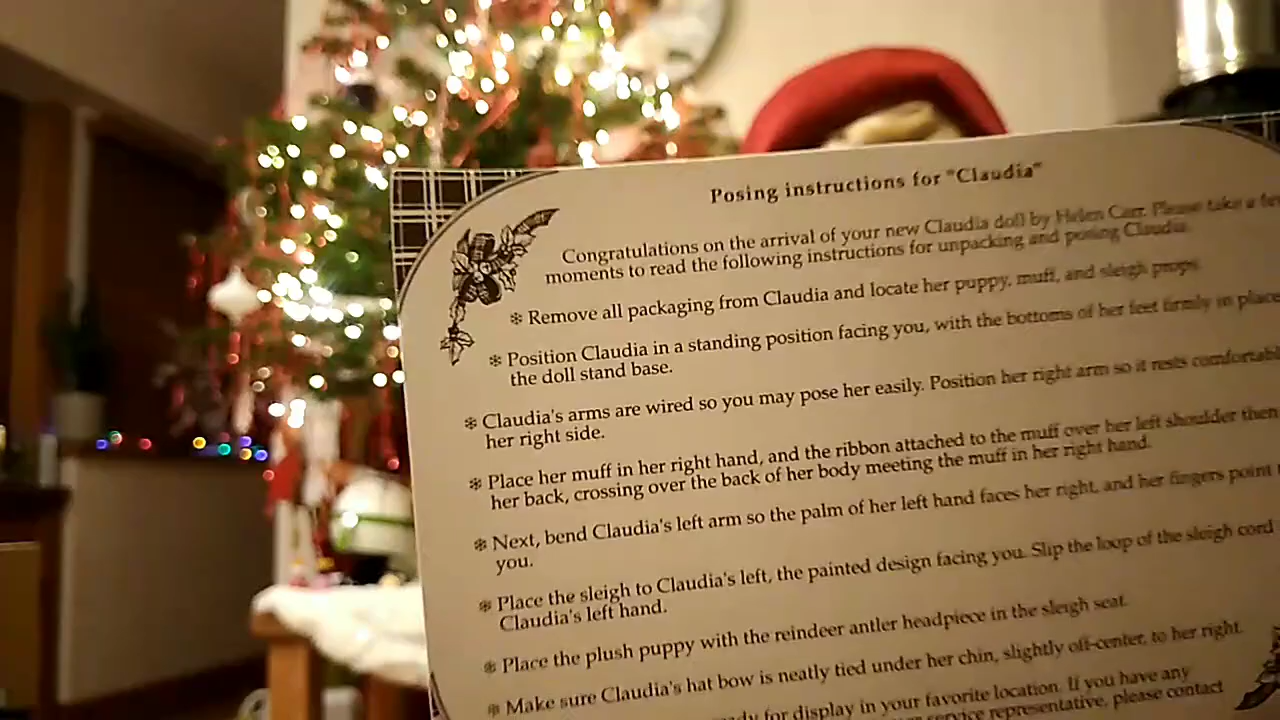 Posing instructions for "Claudia"
Congratulations on the arrival of your new Claudia doll by Helen Carr. Please take a few
moments to read the following instructions for unpacking and posing Claudia.
❄ Remove all packaging from Claudia and locate her puppy, muff, and sleigh props.
❄ Position Claudia in a standing position facing you, with the bottoms of her feet firmly in place
the doll stand base.
❄ Claudia's arms are wired so you may pose her easily. Position her right arm so it rests
her right side.
❄ Place her muff in her right hand, and the ribbon attached to the muff over her left shoulder then
her back, crossing over the back of her body meeting the muff in her right hand.
❄ Next, bend Claudia's left arm so the palm of her left hand faces her right, and her fingers point
you.
❄ Place the sleigh to Claudia's left, the painted design facing you. Slip the loop of the sleigh cord
Claudia's left hand.
❄ Place the plush puppy with the reindeer antler headpiece in the sleigh seat.
❄ Make sure Claudia's hat bow is neatly tied under her chin, slightly off-center, to her right.
for display in your favorite location. If you have any
service representative, please contact